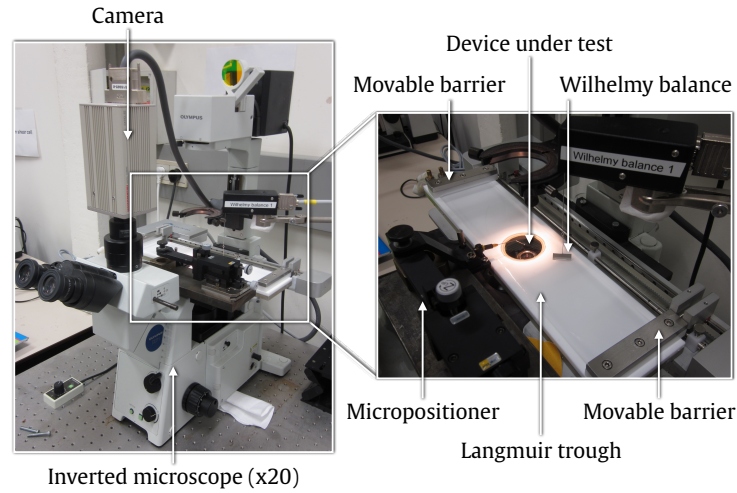 Camera
Device under test
Movable barrier
Wilhelmy balance
OLYMPUS
Wilhelmy balance 1
Wilhelmy balance 1
Micropositioner
Movable barrier
Langmuir trough
Inverted microscope (x20)